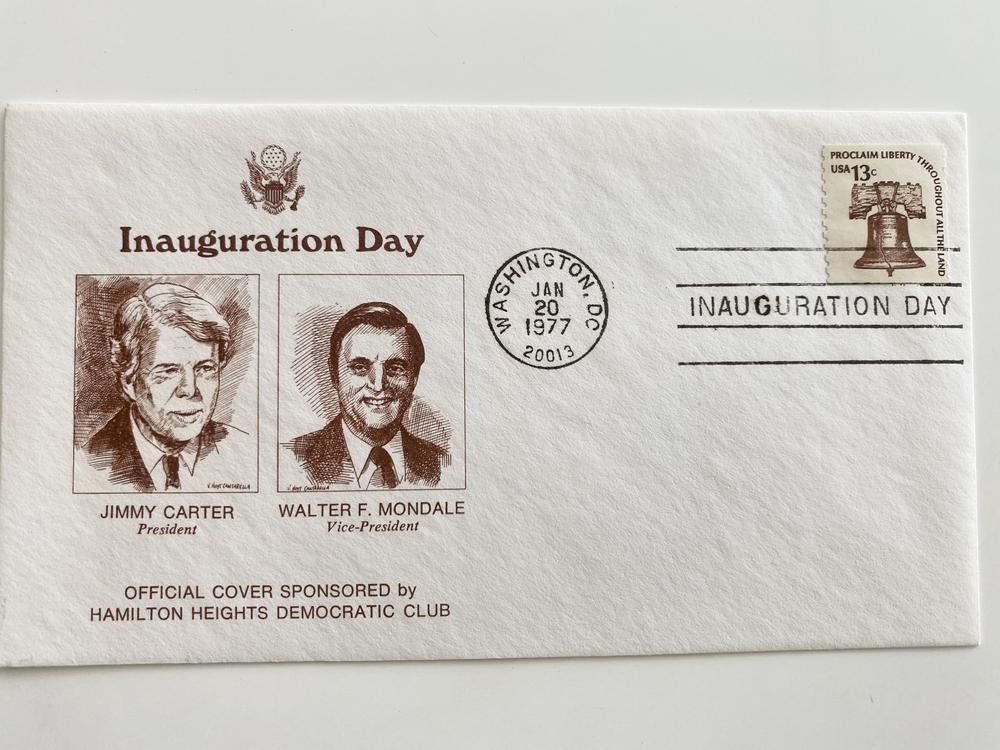 Inauguration Day
JIMMY CARTER
President
WALTER F. MONDALE
Vice-President
OFFICIAL COVER SPONSORED by
HAMILTON HEIGHTS DEMOCRATIC CLUB
WASHINGTON, DC
JAN
20
1977
20013
PROCLAIM LIBERTY THROUGHOUT ALL THE LAND
USA 13c
INAUGURATION DAY